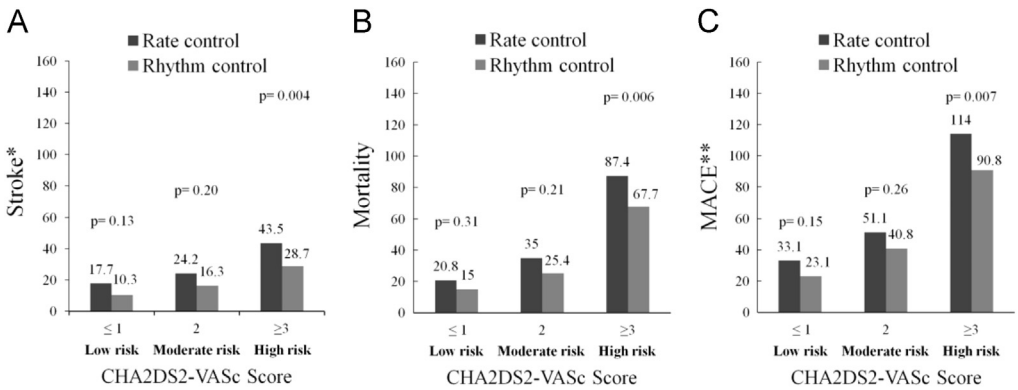 A
Rate control
Rhythm control
160
140
120
100
80
60
40
20
0
Stroke*
p= 0.13
p= 0.20
p= 0.004
17.7
10.3
24.2
16.3
43.5
28.7
≤ 1
2
≥3
Low risk
Moderate risk
High risk
CHA2DS2-VASc Score
B
Rate control
Rhythm control
160
140
120
100
80
60
40
20
0
Mortality
p= 0.31
p= 0.21
p= 0.006
20.8
15
35
25.4
87.4
67.7
≤ 1
2
≥3
Low risk
Moderate risk
High risk
CHA2DS2-VASc Score
C
Rate control
Rhythm control
160
140
120
100
80
60
40
20
0
MACE**
p= 0.15
p= 0.26
p= 0.007
33.1
23.1
51.1
40.8
114
90.8
≤ 1
2
≥3
Low risk
Moderate risk
High risk
CHA2DS2-VASc Score